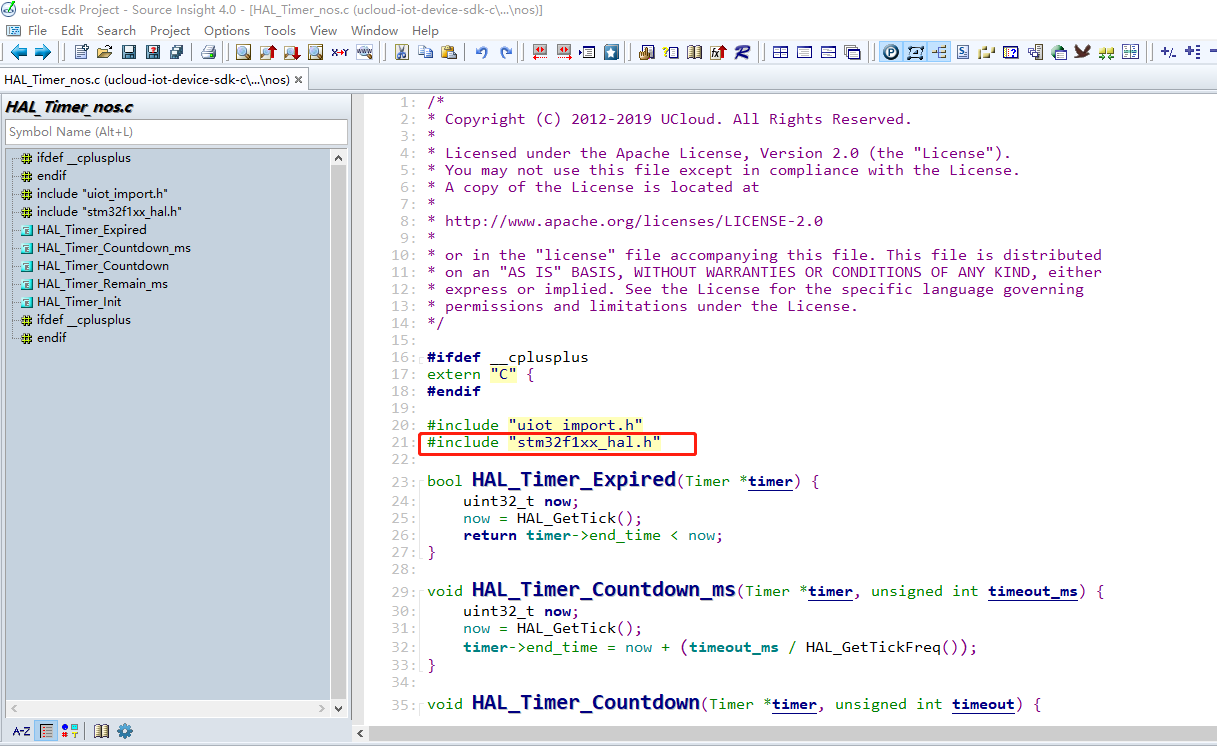 uiot-csdk Project - Source Insight 4.0 - [HAL_Timer_nos.c (ucloud-iot-device-sdk-c\...\nos)]
File Edit Search Project Options Tools View Window Help
HAL_Timer_nos.c (ucloud-iot-device-sdk-c\...\nos) ×
HAL_Timer_nos.c
Symbol Name (Alt+L)
ifdef __cplusplus
endif
include "uiot_import.h"
include "stm32f1xx_hal.h"
HAL_Timer_Expired
HAL_Timer_Countdown_ms
HAL_Timer_Countdown
HAL_Timer_Remain_ms
HAL_Timer_Init
ifdef __cplusplus
endif
A-Z
1: /*
2: * Copyright (C) 2012-2019 UCloud. All Rights Reserved.
3: *
4: * Licensed under the Apache License, Version 2.0 (the "License").
5: * You may not use this file except in compliance with the License.
6: * A copy of the License is located at
7: *
8: * http://www.apache.org/licenses/LICENSE-2.0
9: *
10: * or in the "license" file accompanying this file. This file is distributed
11: * on an "AS IS" BASIS, WITHOUT WARRANTIES OR CONDITIONS OF ANY KIND, either
12: * express or implied. See the License for the specific language governing
13: * permissions and limitations under the License.
14: */
15:
16: #ifdef __cplusplus
17: extern "C" {
18: #endif
19:
20: #include "uiot_import.h"
21: #include "stm32f1xx_hal.h"
22:
23: bool HAL_Timer_Expired(Timer *timer) {
24: uint32_t now;
25: now = HAL_GetTick();
26: return timer->end_time < now;
27: }
28:
29: void HAL_Timer_Countdown_ms(Timer *timer, unsigned int timeout_ms) {
30: uint32_t now;
31: now = HAL_GetTick();
32: timer->end_time = now + (timeout_ms / HAL_GetTickFreq());
33: }
34:
35: void HAL_Timer_Countdown(Timer *timer, unsigned int timeout) {